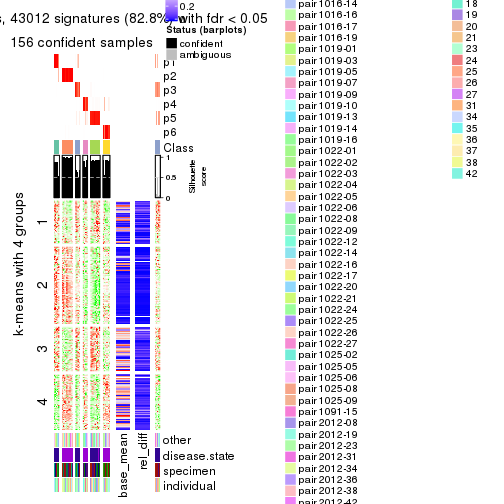 s, 43012 signatures (82.8%) with fdr < 0.05
156 confident samples
0.2
Status (barplots)
confident
ambiguous
p1
p2
p3
p4
p5
p6
Class
1
0.5
0
Silhouette
score
k-means with 4 groups
1
2
3
4
base_mean
rel_diff
other
disease.state
specimen
individual
pair1016-14
pair1016-16
pair1016-17
pair1016-19
pair1019-01
pair1019-03
pair1019-05
pair1019-07
pair1019-09
pair1019-10
pair1019-13
pair1019-14
pair1019-16
pair1022-01
pair1022-02
pair1022-03
pair1022-04
pair1022-05
pair1022-06
pair1022-08
pair1022-09
pair1022-12
pair1022-14
pair1022-16
pair1022-17
pair1022-20
pair1022-21
pair1022-24
pair1022-25
pair1022-26
pair1022-27
pair1025-02
pair1025-05
pair1025-06
pair1025-08
pair1025-09
pair1091-15
pair2012-08
pair2012-19
pair2012-23
pair2012-31
pair2012-34
pair2012-36
pair2012-38
pair2012-42
18
19
20
21
23
24
25
26
27
31
34
35
36
37
38
42